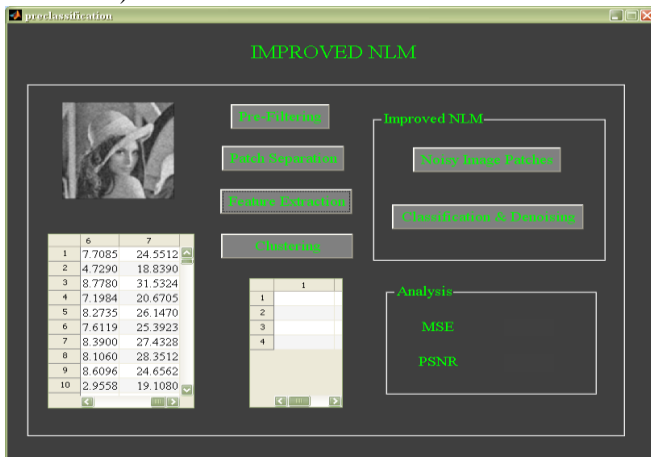 )
preclassification
IMPROVED NLM
Pre-Filtering
Patch Separation
Feature Extraction
Clustering
Improved NLM
Noisy Image Patches
Classification & Denoising
6 7
1 7.7085 24.5512
2 4.7290 18.8390
3 8.7780 31.5324
4 7.1984 20.6705
5 8.2735 26.1470
6 7.6119 25.3923
7 8.3900 27.4328
8 8.1060 28.3512
9 8.6096 24.6562
10 2.9558 19.1080
1
1
2
3
4
Analysis
MSE
PSNR